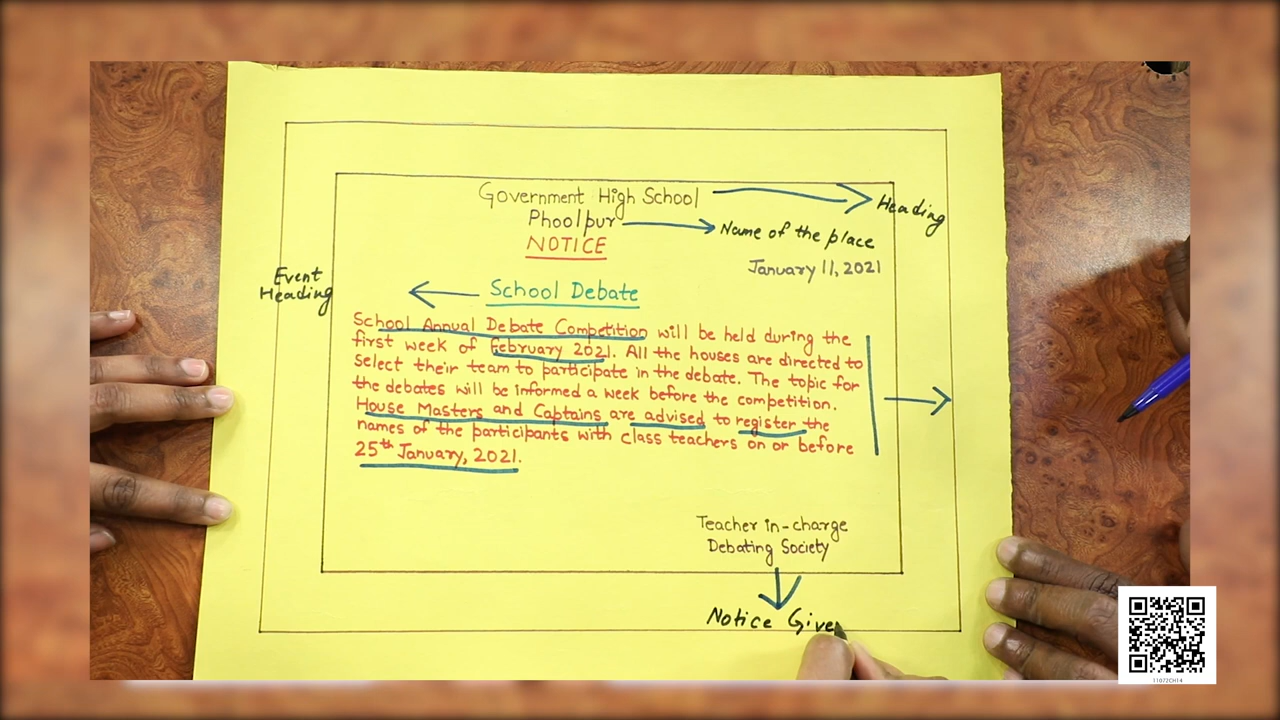 Government High School
Heading
Phoolpur
Name of the place
NOTICE
January 11, 2021
Event
Heading
School Debate
School Annual Debate Competition will be held during the
first week of February 2021. All the houses are directed to
Select their team to participate in the debate. The topic for
the debates will be informed a week before the competition.
House Masters and Captains are advised to register the
names of the participants with class teachers on or before
25th January, 2021.
Teacher in-charge
Debating Society
Notice Give
11072CH14